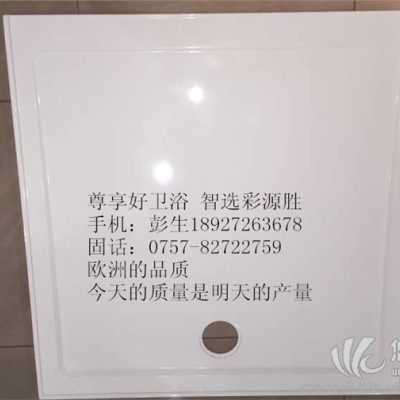 尊享好卫浴 智选彩源胜
手机：彭生18927263678
固话：0757-82722759
欧洲的品质
今天的质量是明天的产量